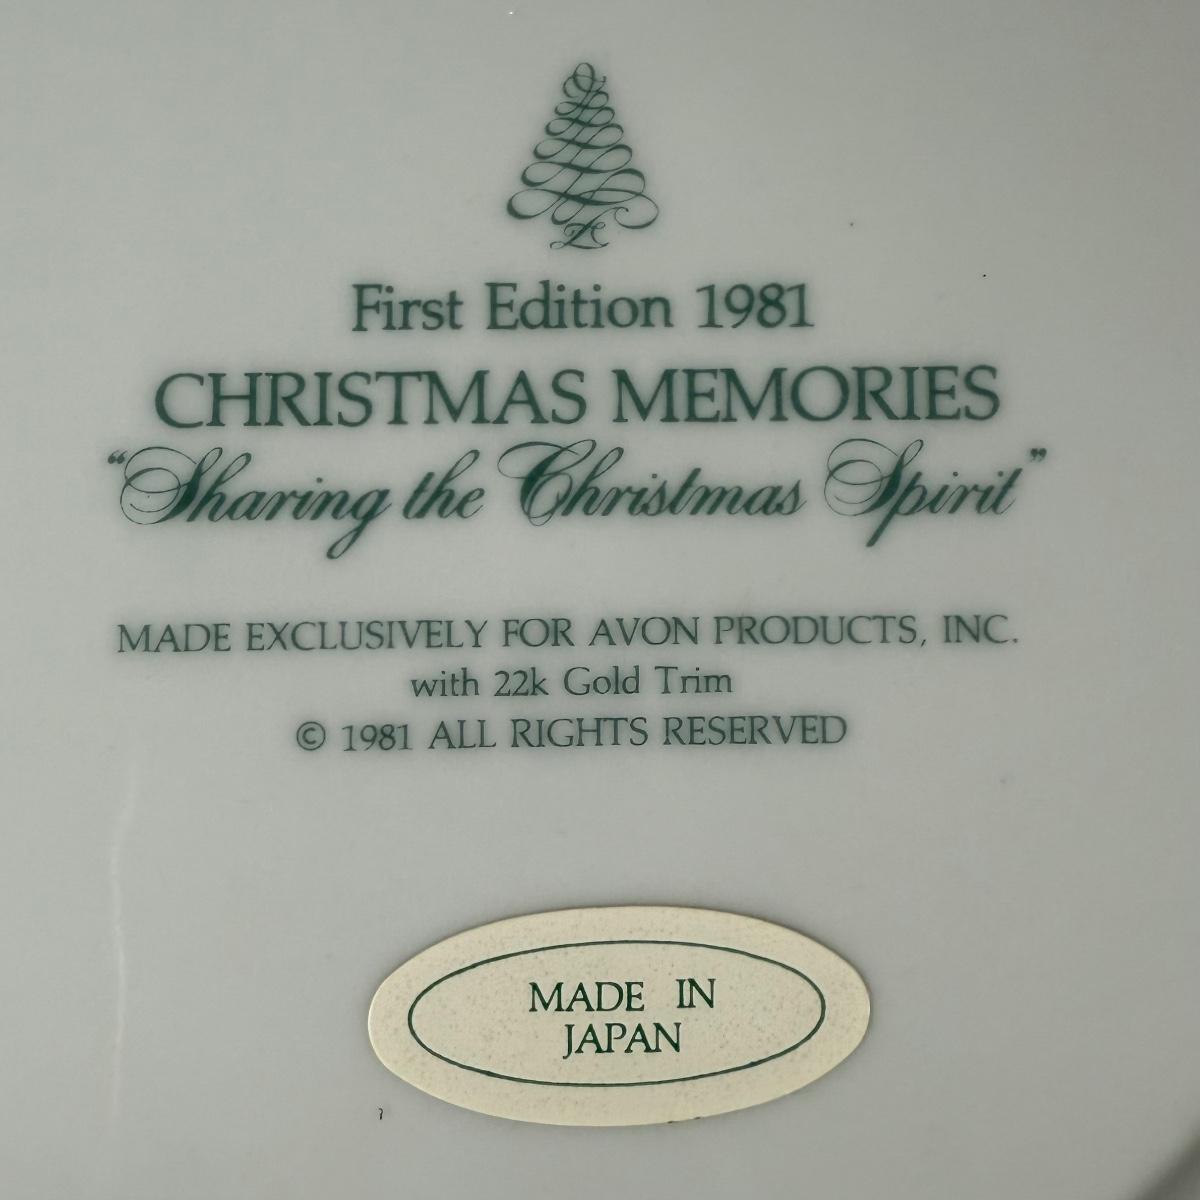 First Edition 1981
CHRISTMAS MEMORIES
“Sharing the Christmas Spirit”
MADE EXCLUSIVELY FOR AVON PRODUCTS, INC.
with 22k Gold Trim
© 1981 ALL RIGHTS RESERVED
MADE IN
JAPAN